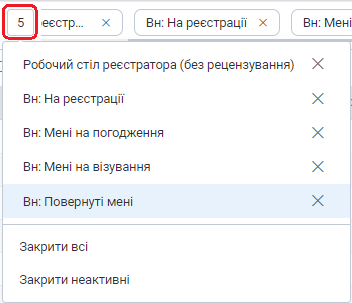 5 реєстр... × Вн: На реєстрації × Вн: Мені
Робочий стіл реєстратора (без рецензування) ×
Вн: На реєстрації ×
Вн: Мені на погодження ×
Вн: Мені на візування ×
Вн: Повернуті мені ×
Закрити всі
Закрити неактивні